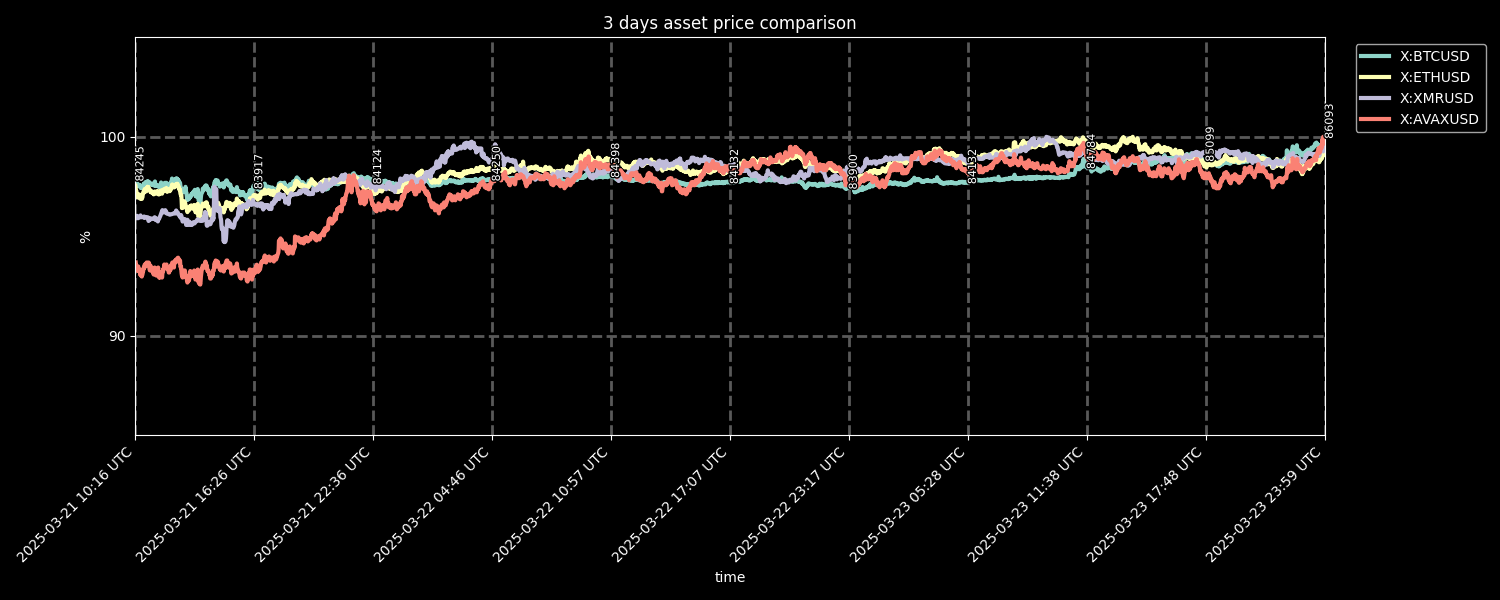 3 days asset price comparison
X:BTCUSD
X:ETHUSD
X:XMRUSD
X:AVAXUSD
100
90
%
84245
83917
84124
84250
84398
84132
83900
84132
84784
85099
86093
2025-03-21 10:16 UTC
2025-03-21 16:26 UTC
2025-03-21 22:36 UTC
2025-03-22 04:46 UTC
2025-03-22 10:57 UTC
2025-03-22 17:07 UTC
2025-03-22 23:17 UTC
2025-03-23 05:28 UTC
2025-03-23 11:38 UTC
2025-03-23 17:48 UTC
2025-03-23 23:59 UTC
time